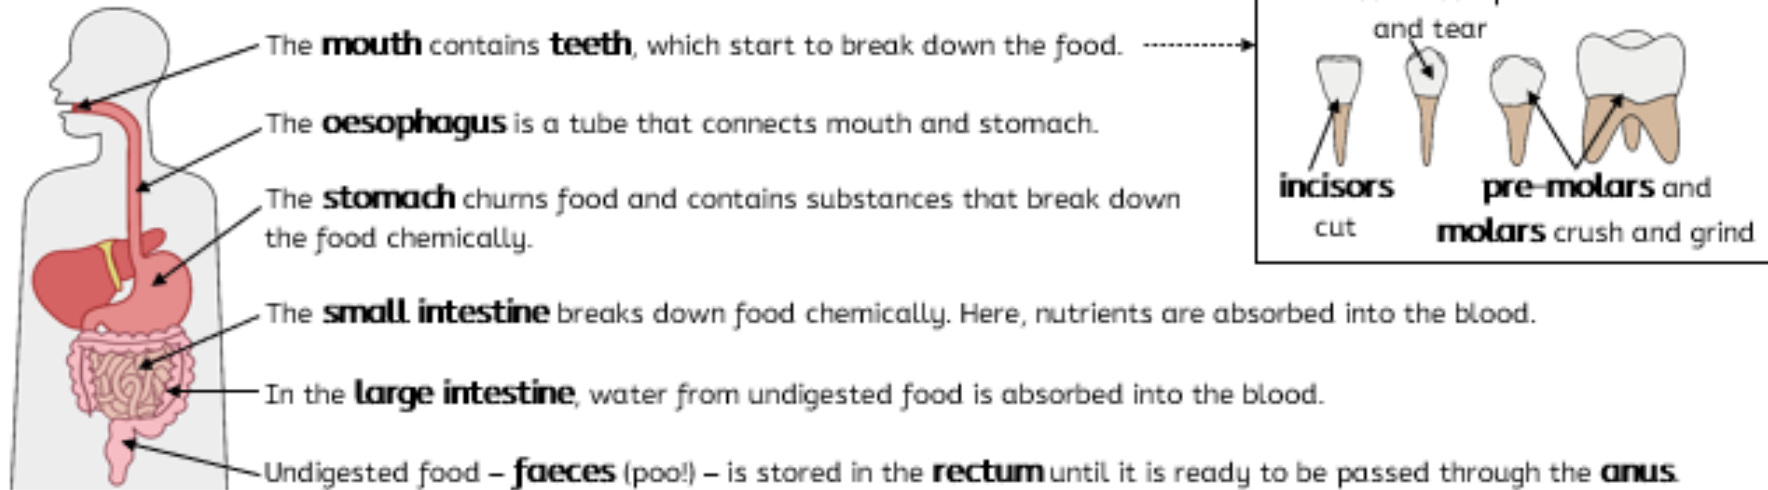 The mouth contains teeth, which start to break down the food.
The oesophagus is a tube that connects mouth and stomach.
The stomach churns food and contains substances that break down
the food chemically.
The small intestine breaks down food chemically. Here, nutrients are absorbed into the blood.
In the large intestine, water from undigested food is absorbed into the blood.
Undigested food – faeces (poo!) – is stored in the rectum until it is ready to be passed through the anus.
and tear
incisors
cut
pre-molars and
molars crush and grind